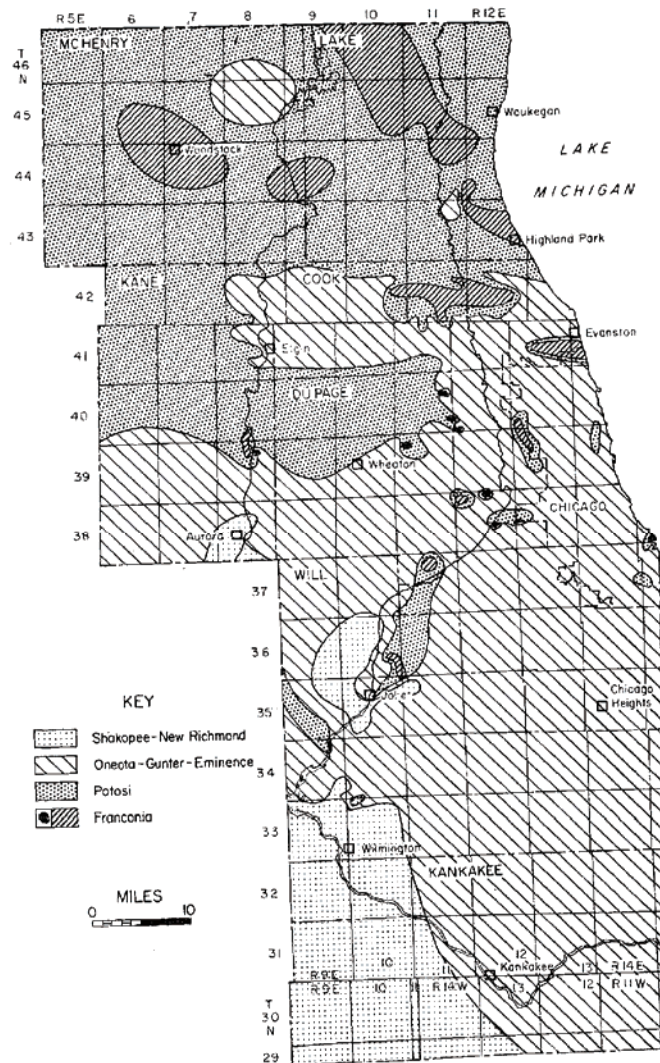 R5E 6 7 8 9 10 11 R12E
MCHENRY LAKE
T
46
N
45
Waukegan
LAKE
Woodstock
44
MICHIGAN
43
Highland Park
KANE COOK
42
Evanston
41
Elgin
DU PAGE
40
39
Wheaton
CHICAGO
Aurora
38
WILL
37
36
KEY
Chicago
Heights
Joliet
35
Shakopee-New Richmond
Oneota-Gunter-Eminence
34
Potosi
Franconia
33
Wilmington
MILES
KANKAKEE
0 10
32
31
10 11 12 13 R14E
Kankakee
R9E
R9E 10 11 R14W 13 12 R11W
T
30
N
29